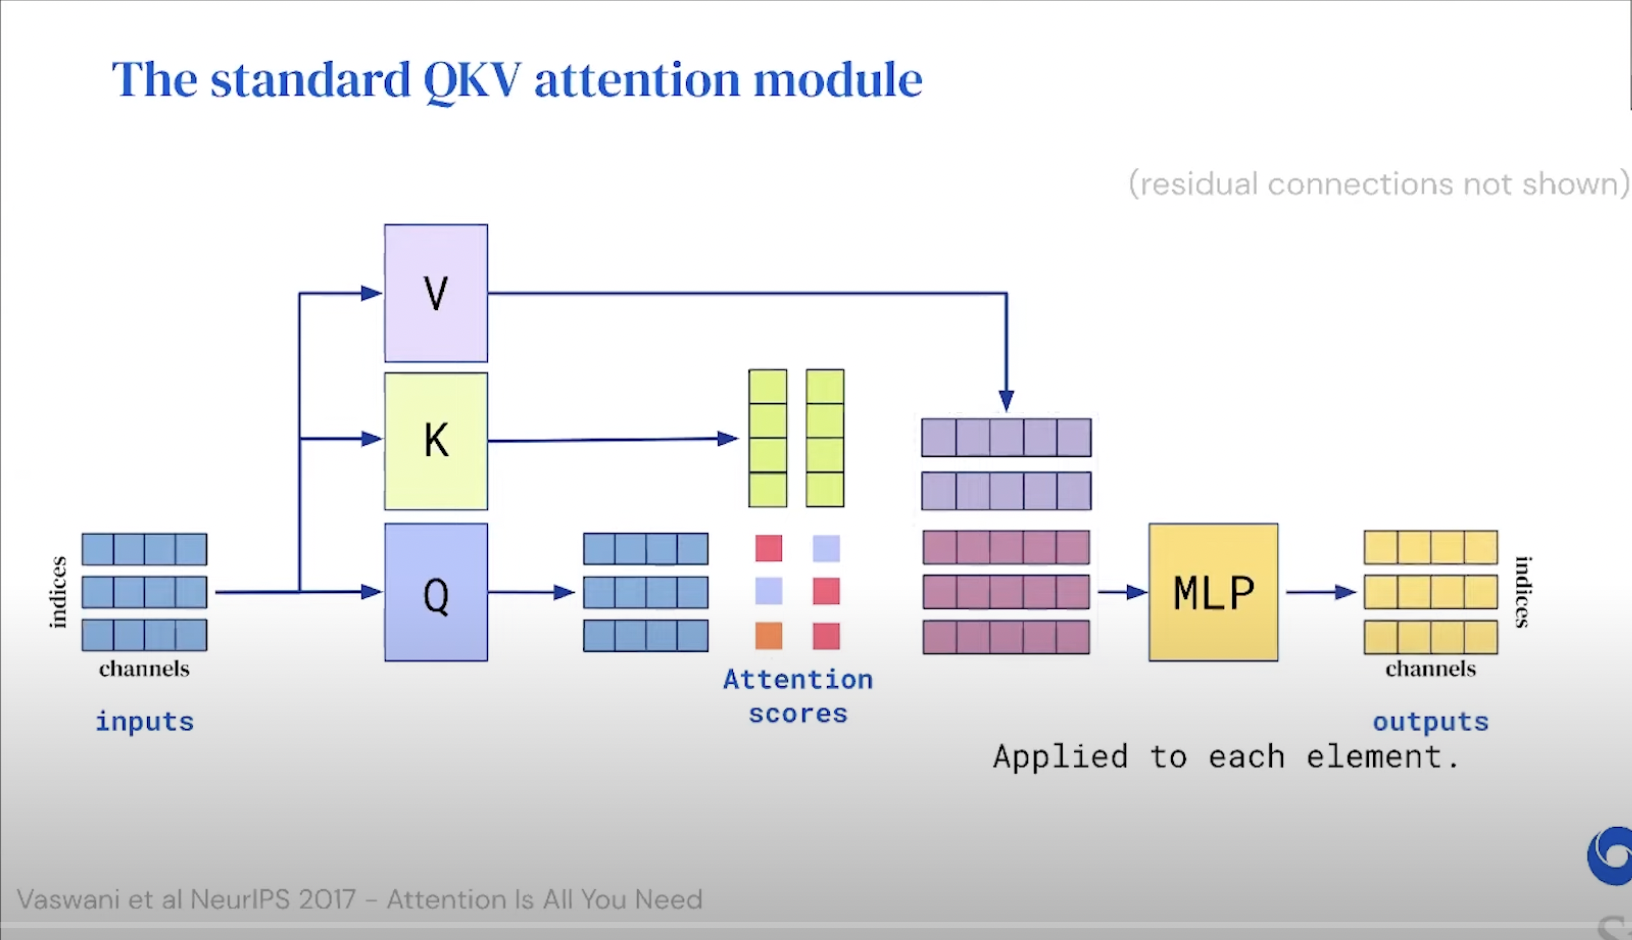 The standard QKV attention module
(residual connections not shown)
V
K
Q
MLP
indices
channels
inputs
Attention
scores
indices
channels
outputs
Applied to each element.
Vaswani et al NeurIPS 2017 – Attention Is All You Need